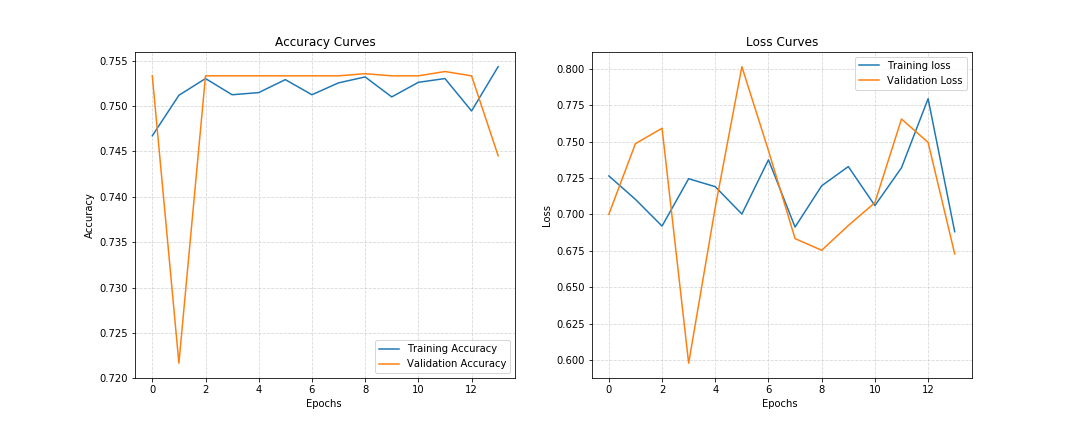 Accuracy Curves
0.755
0.750
0.745
0.740
0.735
0.730
0.725
0.720
Accuracy
0 2 4 6 8 10 12
Epochs
Training Accuracy
Validation Accuracy
Loss Curves
0.800
0.775
0.750
0.725
0.700
0.675
0.650
0.625
0.600
Loss
0 2 4 6 8 10 12
Epochs
Training loss
Validation Loss